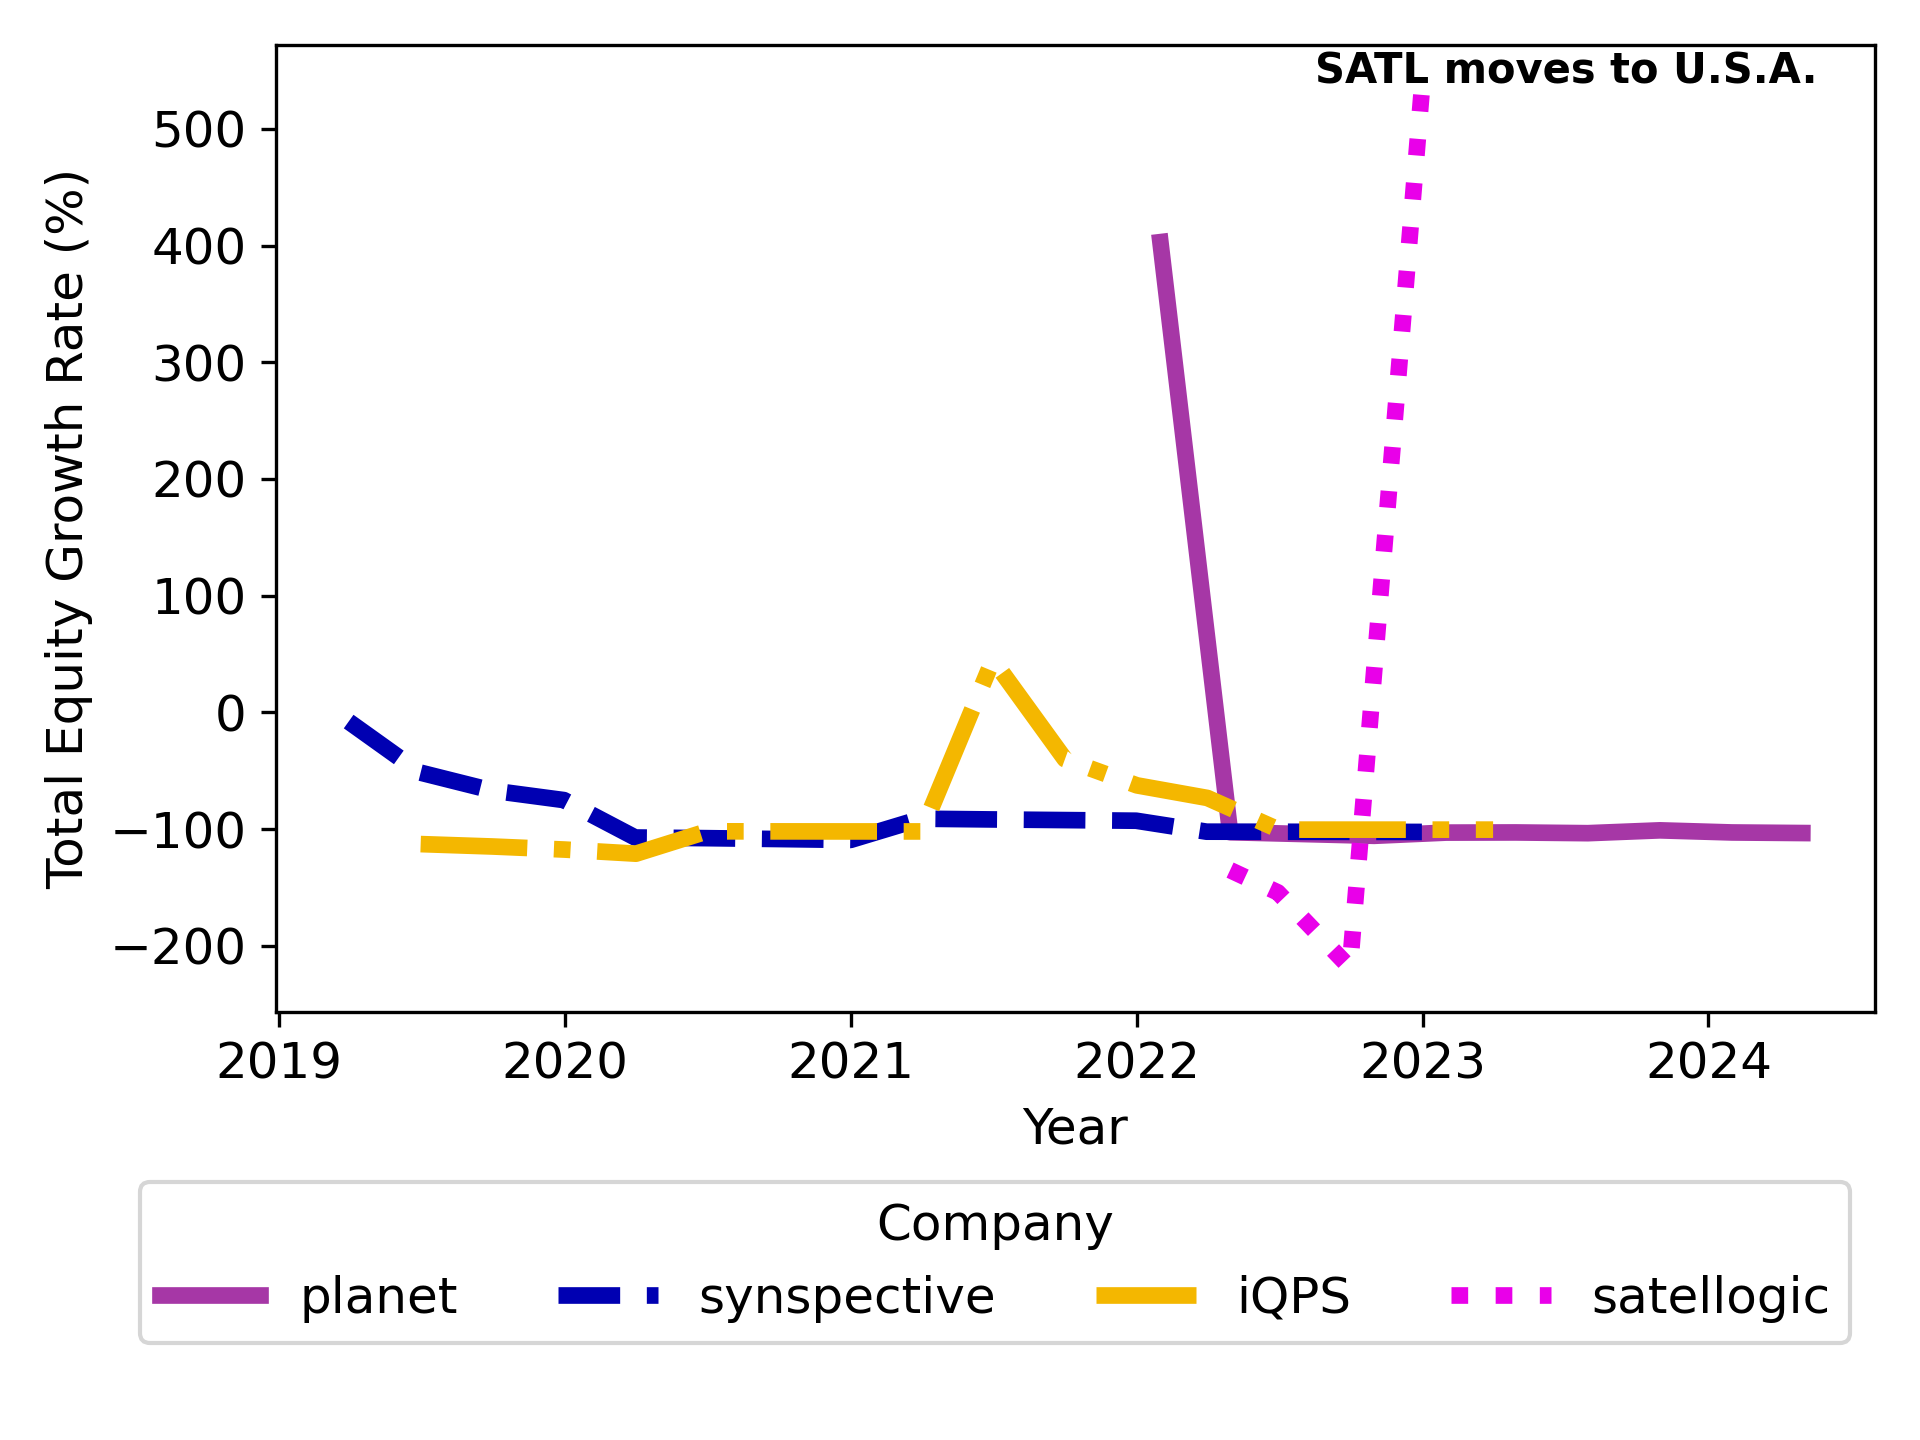 SATL moves to U.S.A.
500
400
300
200
100
0
−100
−200
Total Equity Growth Rate (%)
2019 2020 2021 2022 2023 2024
Year
Company
planet synspective iQPS satellogic